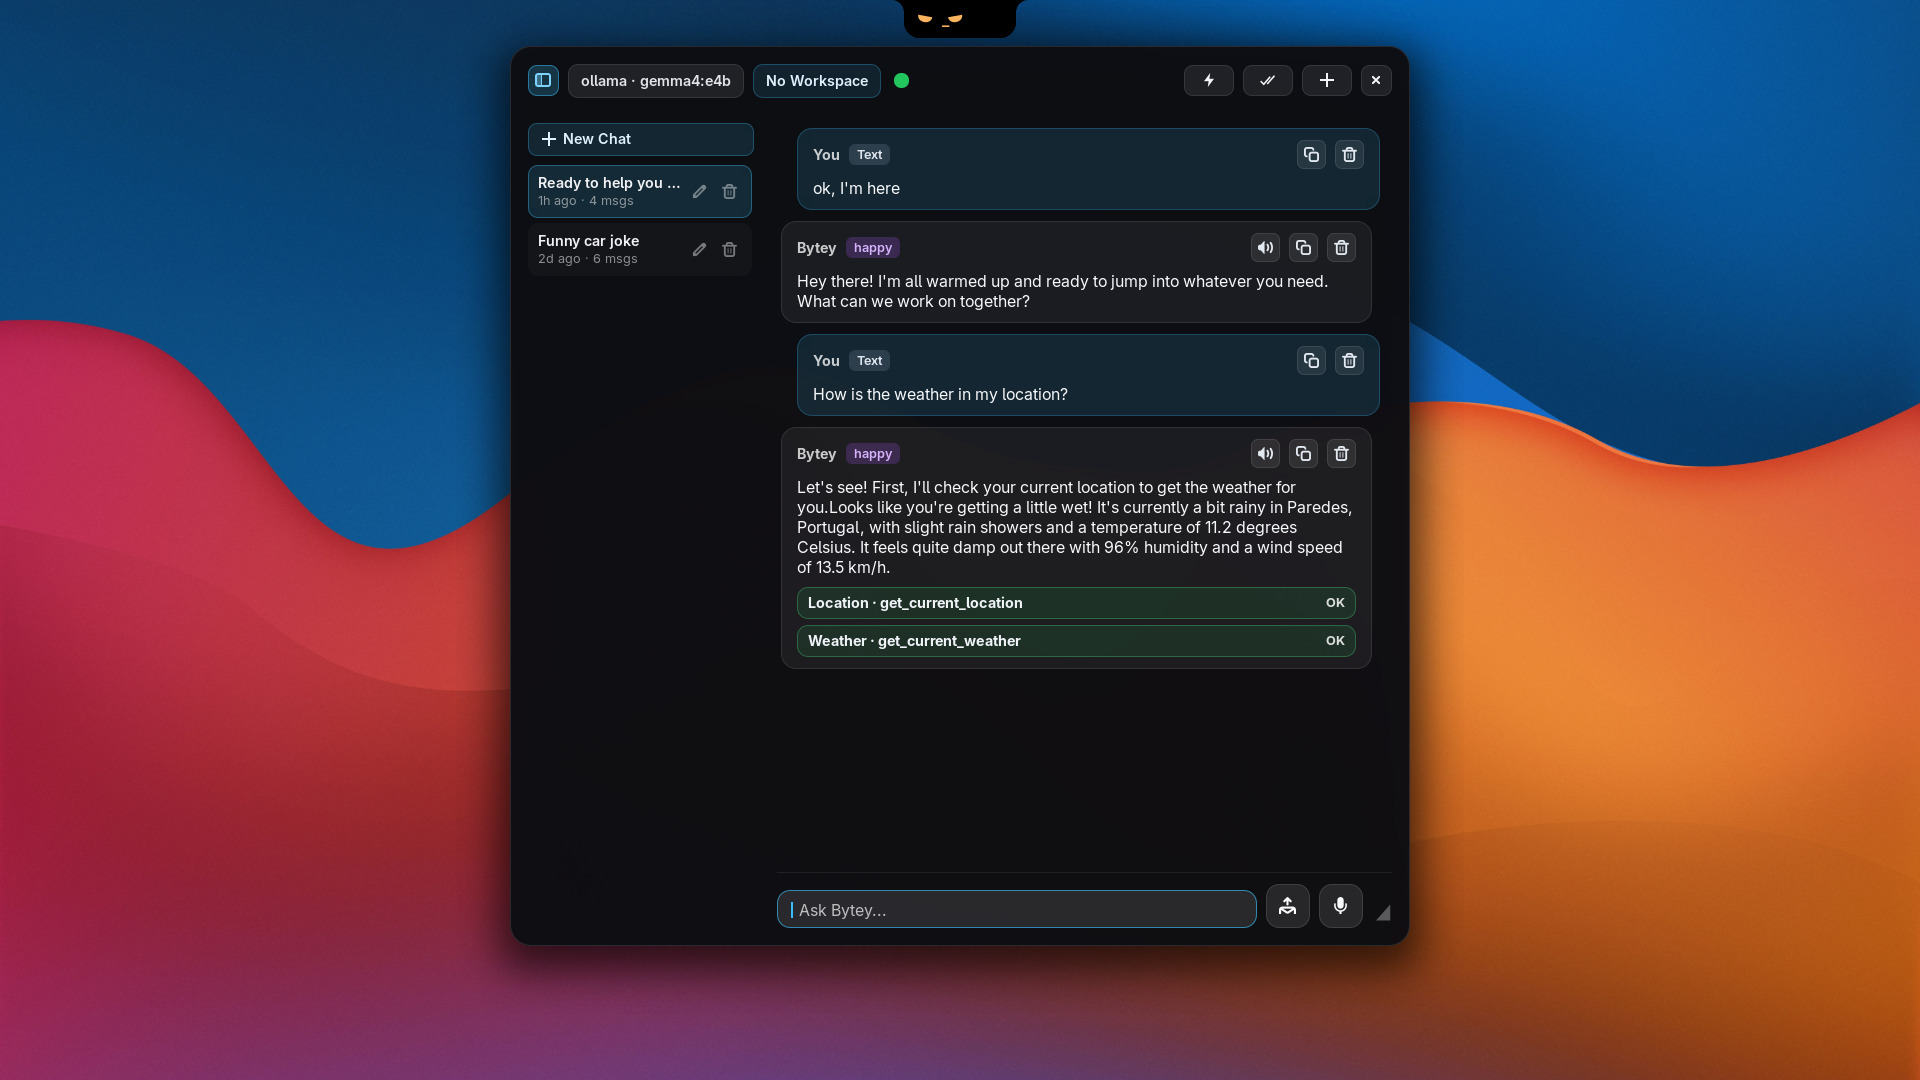 ollama · gemma4:e4b
No Workspace
New Chat
Ready to help you ...
1h ago · 4 msgs
Funny car joke
2d ago · 6 msgs
You Text
ok, I'm here
Bytey happy
Hey there! I'm all warmed up and ready to jump into whatever you need.
What can we work on together?
You Text
How is the weather in my location?
Bytey happy
Let's see! First, I'll check your current location to get the weather for
you.Looks like you're getting a little wet! It's currently a bit rainy in Paredes,
Portugal, with slight rain showers and a temperature of 11.2 degrees
Celsius. It feels quite damp out there with 96% humidity and a wind speed
of 13.5 km/h.
Location · get_current_location OK
Weather · get_current_weather OK
Ask Bytey...